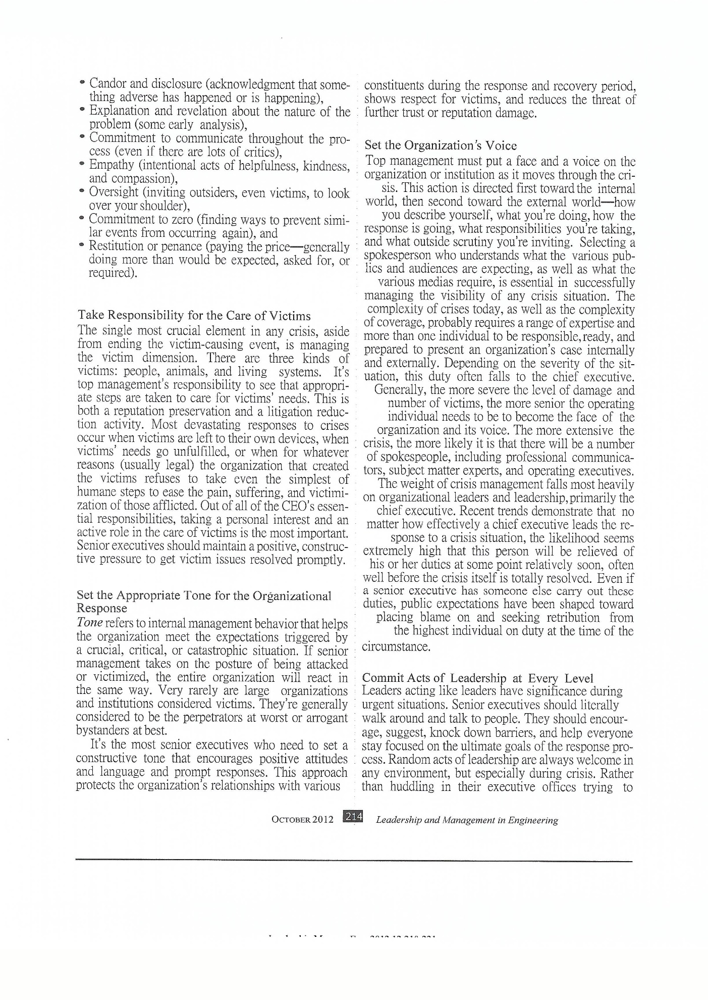 • Candor and disclosure (acknowledgment that some-
thing adverse has happened or is happening),
• Explanation and revelation about the nature of the
problem (some early analysis),
• Commitment to communicate throughout the pro-
cess (even if there are lots of critics),
• Empathy (intentional acts of helpfulness, kindness,
and compassion),
• Oversight (inviting outsiders, even victims, to look
over your shoulder),
• Commitment to zero (finding ways to prevent simi-
lar events from occurring again), and
• Restitution or penance (paying the price—generally
doing more than would be expected, asked for, or
required).
Take Responsibility for the Care of Victims
The single most crucial element in any crisis, aside
from ending the victim-causing event, is managing
the victim dimension. There are three kinds of
victims: people, animals, and living systems. It's
top management's responsibility to see that appropri-
ate steps are taken to care for victims' needs. This is
both a reputation preservation and a litigation reduc-
tion activity. Most devastating responses to crises
occur when victims are left to their own devices, when
victims' needs go unfulfilled, or when for whatever
reasons (usually legal) the organization that created
the victims refuses to take even the simplest of
humane steps to ease the pain, suffering, and victimi-
zation of those afflicted. Out of all of the CEO's essen-
tial responsibilities, taking a personal interest and an
active role in the care of victims is the most important.
Senior executives should maintain a positive, construc-
tive pressure to get victim issues resolved promptly.
Set the Appropriate Tone for the Organizational
Response
Tone refers to internal management behavior that helps
the organization meet the expectations triggered by
a crucial, critical, or catastrophic situation. If senior
management takes on the posture of being attacked
or victimized, the entire organization will react in
the same way. Very rarely are large organizations
and institutions considered victims. They're generally
considered to be the perpetrators at worst or arrogant
bystanders at best.
It's the most senior executives who need to set a
constructive tone that encourages positive attitudes
and language and prompt responses. This approach
protects the organization's relationships with various
constituents during the response and recovery period,
shows respect for victims, and reduces the threat of
further trust or reputation damage.
Set the Organization's Voice
Top management must put a face and a voice on the
organization or institution as it moves through the cri-
sis. This action is directed first toward the internal
world, then second toward the external world—how
you describe yourself, what you're doing, how the
response is going, what responsibilities you're taking,
and what outside scrutiny you're inviting. Selecting a
spokesperson who understands what the various pub-
lics and audiences are expecting, as well as what the
various medias require, is essential in successfully
managing the visibility of any crisis situation. The
complexity of crises today, as well as the complexity
of coverage, probably requires a range of expertise and
more than one individual to be responsible, ready, and
prepared to present an organization's case internally
and externally. Depending on the severity of the sit-
uation, this duty often falls to the chief executive.
Generally, the more severe the level of damage and
number of victims, the more senior the operating
individual needs to be to become the face of the
organization and its voice. The more extensive the
crisis, the more likely it is that there will be a number
of spokespeople, including professional communica-
tors, subject matter experts, and operating executives.
The weight of crisis management falls most heavily
on organizational leaders and leadership, primarily the
chief executive. Recent trends demonstrate that no
matter how effectively a chief executive leads the re-
sponse to a crisis situation, the likelihood seems
extremely high that this person will be relieved of
his or her duties at some point relatively soon, often
well before the crisis itself is totally resolved. Even if
a senior executive has someone else carry out these
duties, public expectations have been shaped toward
placing blame on and seeking retribution from
the highest individual on duty at the time of the
circumstance.
Commit Acts of Leadership at Every Level
Leaders acting like leaders have significance during
urgent situations. Senior executives should literally
walk around and talk to people. They should encour-
age, suggest, knock down barriers, and help everyone
stay focused on the ultimate goals of the response pro-
cess. Random acts of leadership are always welcome in
any environment, but especially during crisis. Rather
than huddling in their executive offices trying to
OCTOBER 2012 214 Leadership and Management in Engineering